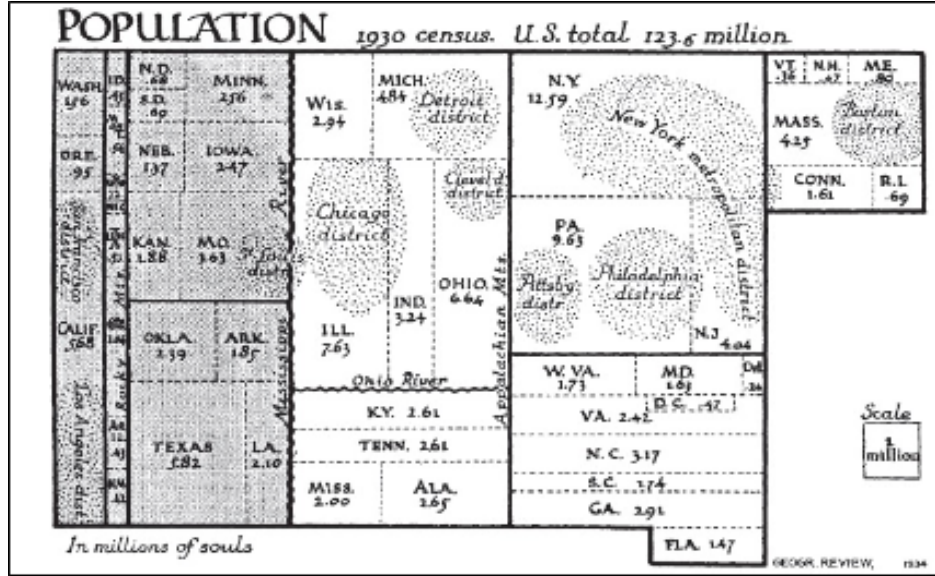 POPULATION 1930 census. U.S. total 123.6 million
WASH. 1.56
ORE. .95
San Francisco district
CALIF. 5.68
Los Angeles dist.
Rocky Mts.
N.D. .68
S.D. .69
MINN. 2.56
NEB. 1.37
IOWA. 2.47
KAN. 1.88
MO. 3.63
St. Louis distr.
OKLA. 2.39
ARK. 1.85
TEXAS 5.82
LA. 2.10
Mississippi River
WIS. 2.94
MICH. 4.84
Detroit district
Chicago district
Clevel'd district
ILL. 7.63
IND. 3.24
OHIO. 6.64
Ohio River
Appalachian Mts.
KY. 2.61
TENN. 2.61
MISS. 2.00
ALA. 2.65
N.Y. 12.59
New York metropolitan district
PA. 9.63
Philadelphia district
N.J. 4.04
W. VA. 1.73
MD. 1.63
Del.
D.C. .47
VA. 2.42
N.C. 3.17
S.C. 1.74
GA. 2.91
FLA. 1.47
VT. .36
N.H. .47
ME. .80
MASS. 4.25
Boston district
CONN. 1.61
R.I. .69
Scale
1 million
In millions of souls
GEOGR. REVIEW, 1934